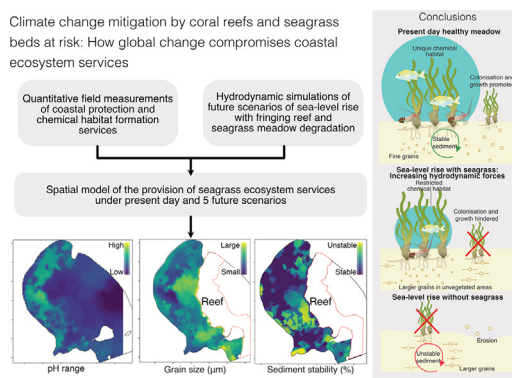 Climate change mitigation by coral reefs and seagrass
beds at risk: How global change compromises coastal
ecosystem services
Quantitative field measurements
of coastal protection and
chemical habitat formation
services
Hydrodynamic simulations of
future scenarios of sea-level rise
with fringing reef and
seagrass meadow degradation
Spatial model of the provision of seagrass ecosystem services
under present day and 5 future scenarios
High
Low
pH range
Large
Small
Reef
Grain size (μm)
Unstable
Stable
Reef
Sediment stability (%)
Conclusions
Present day healthy meadow
Unique chemical
habitat
Colonisation and
growth promoted
Stable
sediment
Fine grains
Sea-level rise with seagrass:
Increasing hydrodynamic forces
Restricted
chemical habitat
Colonisation and
growth hindered
Larger grains in unvegetated areas
Sea-level rise without seagrass
Erosion
Unstable
sediment
Larger grains